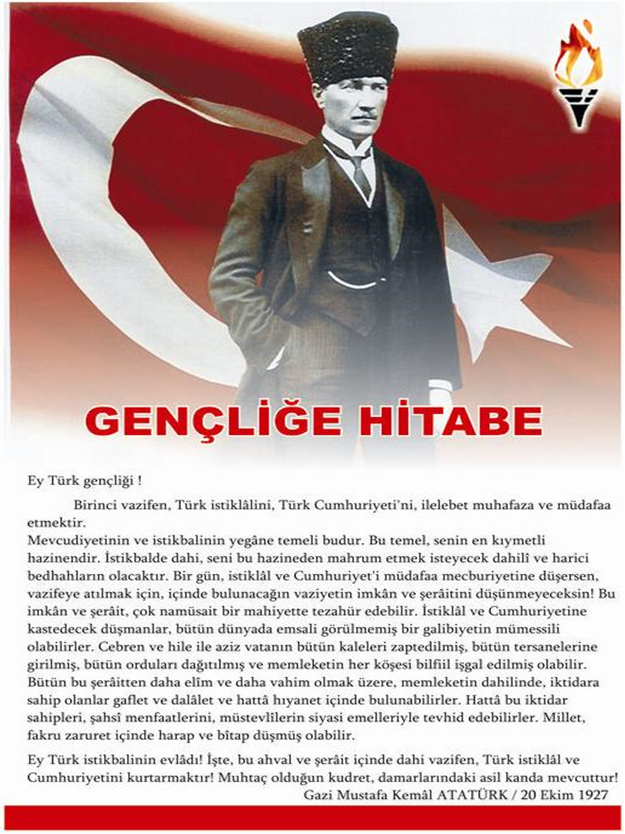 GENÇLİĞE HİTABE
Ey Türk gençliği !
Birinci vazifen, Türk istiklâlini, Türk Cumhuriyeti'ni, ilelebet muhafaza ve müdafaa
etmektir.
Mevcudiyetinin ve istikbalinin yegâne temeli budur. Bu temel, senin en kıymetli
hazinendir. İstikbalde dahi, seni bu hazineden mahrum etmek isteyecek dahilî ve harici
bedhahların olacaktır. Bir gün, istiklâl ve Cumhuriyet'i müdafaa mecburiyetine düşersen,
vazifeye atılmak için, içinde bulunacağın vaziyetin imkân ve şerâitini düşünmeyeceksin! Bu
imkân ve şerâit, çok namüsait bir mahiyette tezahür edebilir. İstiklâl ve Cumhuriyetine
kastedecek düşmanlar, bütün dünyada emsali görülmemiş bir galibiyetin mümessili
olabilirler. Cebren ve hile ile aziz vatanın bütün kaleleri zaptedilmiş, bütün tersanelerine
girilmiş, bütün orduları dağıtılmış ve memleketin her köşesi bilfiil işgal edilmiş olabilir.
Bütün bu şerâitten daha elîm ve daha vahim olmak üzere, memleketin dahilinde, iktidara
sahip olanlar gaflet ve dalâlet ve hattâ hıyanet içinde bulunabilirler. Hattâ bu iktidar
sahipleri, şahsî menfaatlerini, müstevlîlerin siyasi emelleriyle tevhid edebilirler. Millet,
fakru zaruret içinde harap ve bîtap düşmüş olabilir.
Ey Türk istikbalinin evlâdı! İşte, bu ahval ve şerâit içinde dahi vazifen, Türk istiklâl ve
Cumhuriyetini kurtarmaktır! Muhtaç olduğun kudret, damarlarındaki asil kanda mevcuttur!
Gazi Mustafa Kemâl ATATÜRK / 20 Ekim 1927